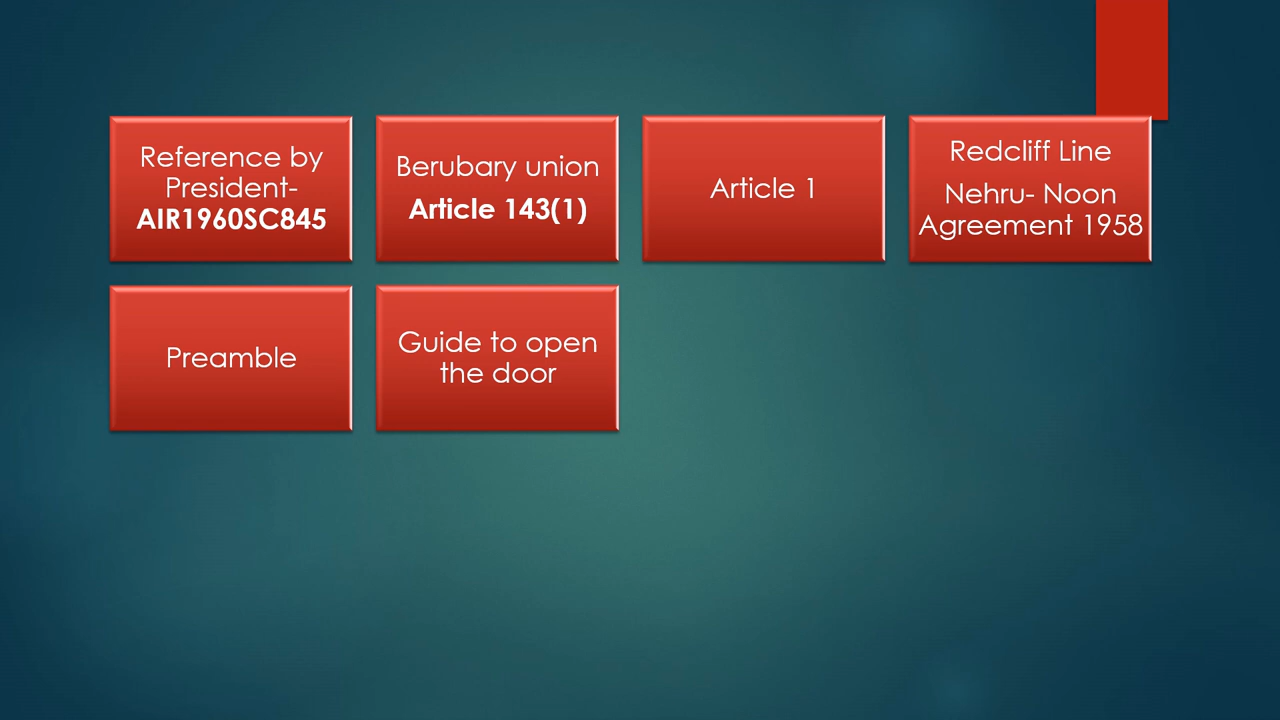 Reference by
President-
AIR1960SC845
Berubary union
Article 143(1)
Article 1
Redcliff Line
Nehru- Noon
Agreement 1958
Preamble
Guide to open
the door